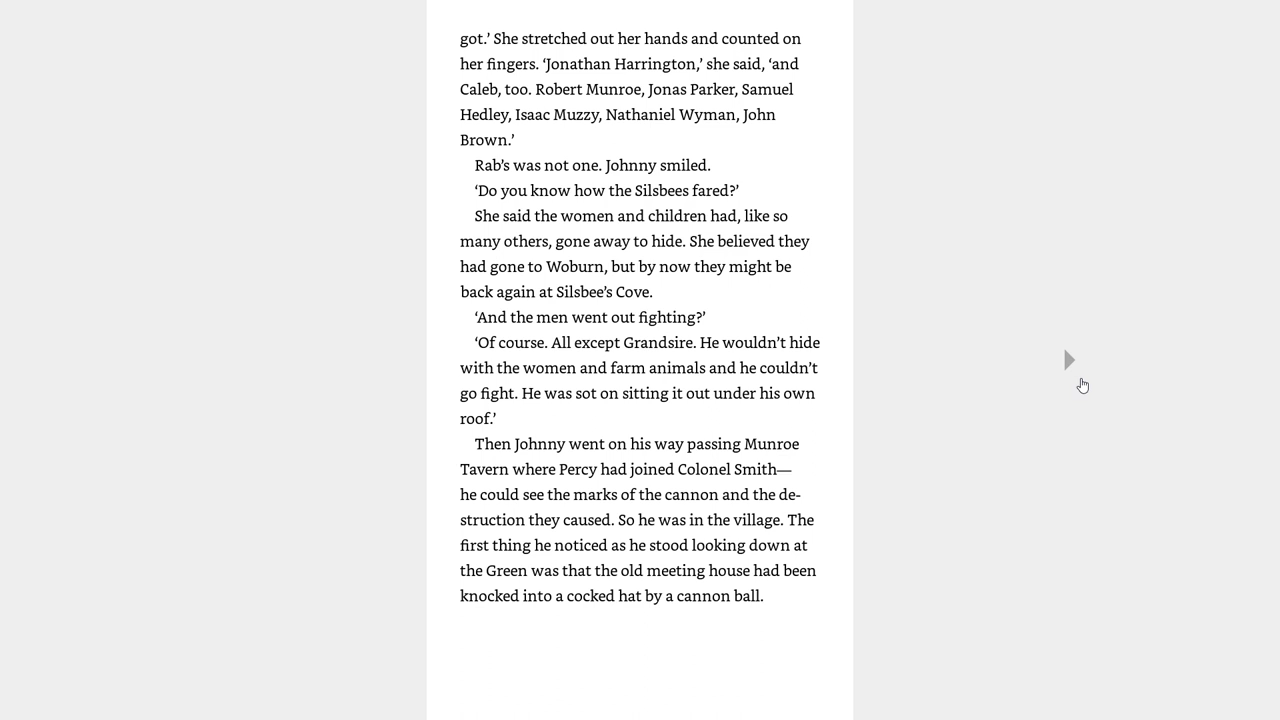 got.’ She stretched out her hands and counted on
her fingers. ‘Jonathan Harrington,’ she said, ‘and
Caleb, too. Robert Munroe, Jonas Parker, Samuel
Hedley, Isaac Muzzy, Nathaniel Wyman, John
Brown.’
Rab’s was not one. Johnny smiled.
‘Do you know how the Silsbees fared?’
She said the women and children had, like so
many others, gone away to hide. She believed they
had gone to Woburn, but by now they might be
back again at Silsbee’s Cove.
‘And the men went out fighting?’
‘Of course. All except Grandsire. He wouldn’t hide
with the women and farm animals and he couldn’t
go fight. He was sot on sitting it out under his own
roof.’
Then Johnny went on his way passing Munroe
Tavern where Percy had joined Colonel Smith—
he could see the marks of the cannon and the de-
struction they caused. So he was in the village. The
first thing he noticed as he stood looking down at
the Green was that the old meeting house had been
knocked into a cocked hat by a cannon ball.